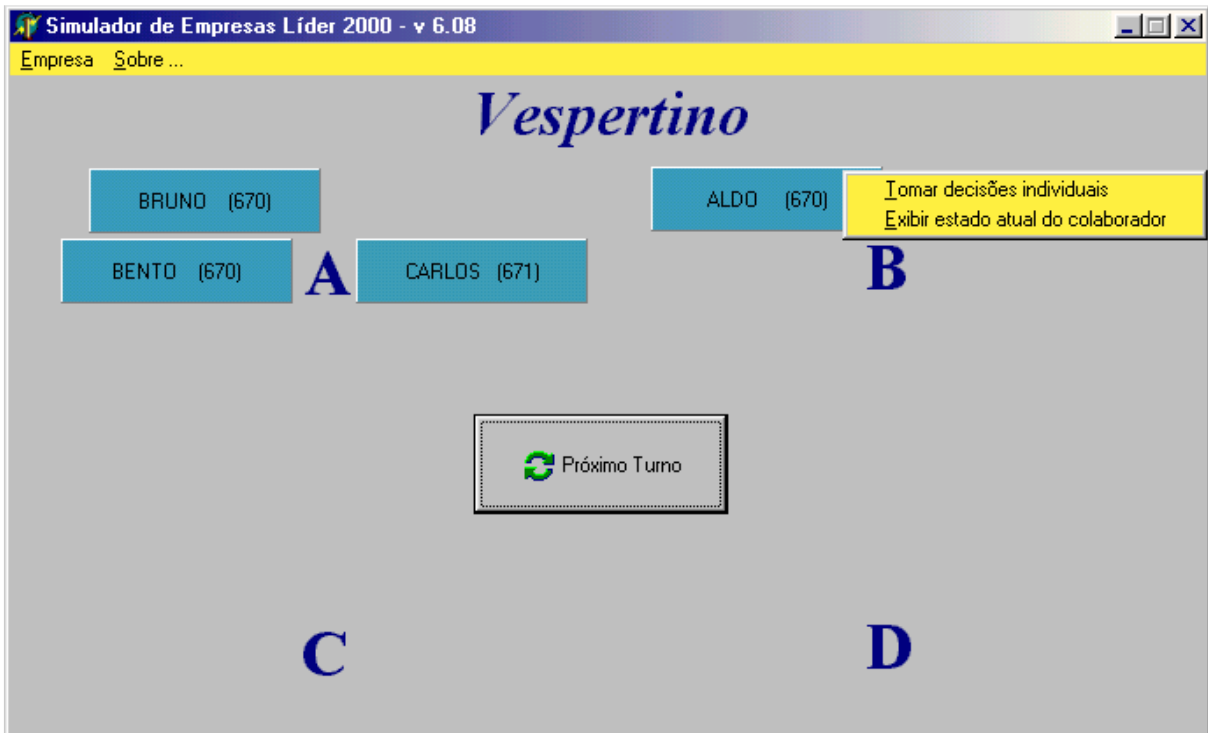 Simulador de Empresas Líder 2000 - v 6.08
Empresa Sobre ...
Vespertino
BRUNO (670)
ALDO (670)
Tomar decisões individuais
Exibir estado atual do colaborador
BENTO (670)
A
CARLOS (671)
B
Próximo Turno
C
D